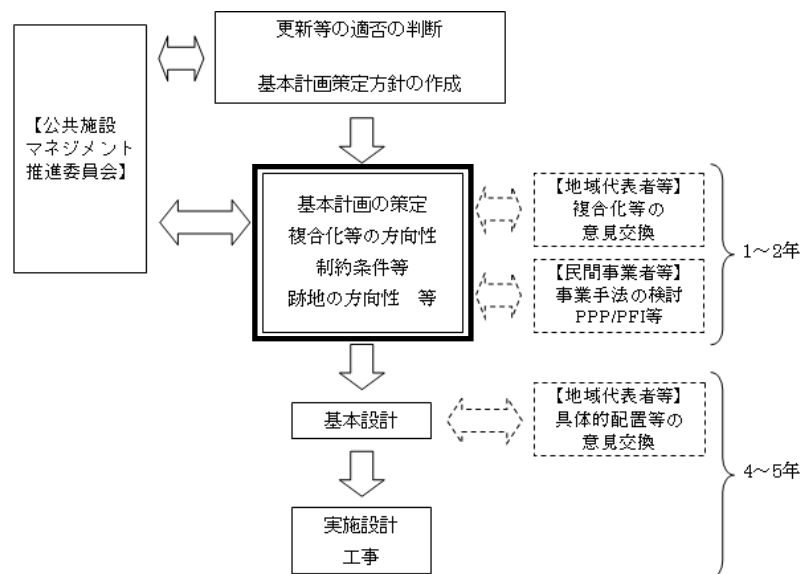 更新等の適否の判断
基本計画策定方針の作成
【公共施設
マネジメント
推進委員会】
基本計画の策定
複合化等の方向性
制約条件等
跡地の方向性　等
【地域代表者等】
複合化等の
意見交換
【民間事業者等】
事業手法の検討
PPP/PFI等
1～2年
基本設計
【地域代表者等】
具体的配置等の
意見交換
4～5年
実施設計
工事